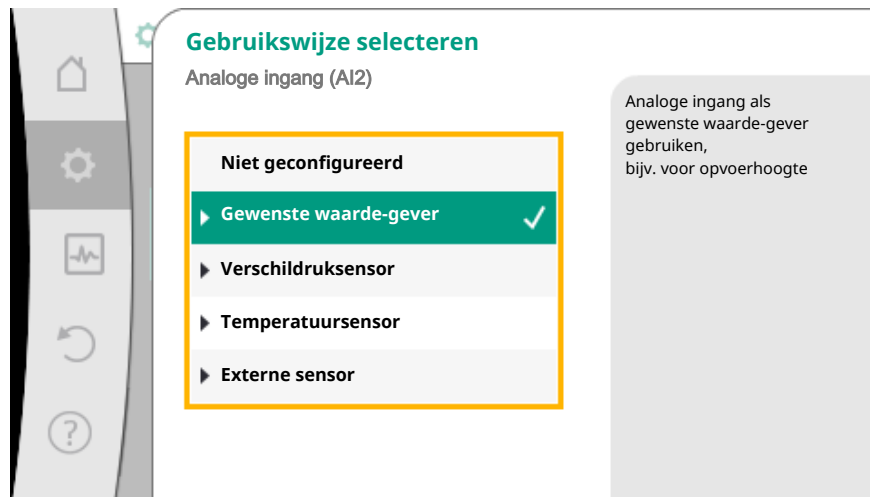 Gebruikswijze selecteren
Analoge ingang (AI2)
Niet geconfigureerd
Gewenste waarde-gever
Verschildruksensor
Temperatuursensor
Externe sensor
Analoge ingang als
gewenste waarde-gever
gebruiken,
bijv. voor opvoerhoogte
?